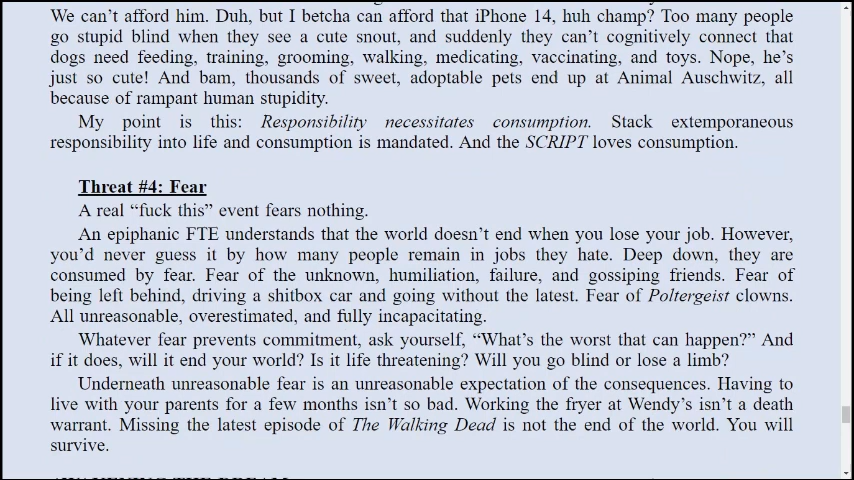 We can't afford him. Duh, but I betcha can afford that iPhone 14, huh champ? Too many people
go stupid blind when they see a cute snout, and suddenly they can't cognitively connect that
dogs need feeding, training, grooming, walking, medicating, vaccinating, and toys. Nope, he's
just so cute! And bam, thousands of sweet, adoptable pets end up at Animal Auschwitz, all
because of rampant human stupidity.
My point is this: Responsibility necessitates consumption. Stack extemporaneous
responsibility into life and consumption is mandated. And the SCRIPT loves consumption.
Threat #4: Fear
A real “fuck this” event fears nothing.
An epiphanic FTE understands that the world doesn't end when you lose your job. However,
you'd never guess it by how many people remain in jobs they hate. Deep down, they are
consumed by fear. Fear of the unknown, humiliation, failure, and gossiping friends. Fear of
being left behind, driving a shitbox car and going without the latest. Fear of Poltergeist clowns.
All unreasonable, overestimated, and fully incapacitating.
Whatever fear prevents commitment, ask yourself, “What's the worst that can happen?” And
if it does, will it end your world? Is it life threatening? Will you go blind or lose a limb?
Underneath unreasonable fear is an unreasonable expectation of the consequences. Having to
live with your parents for a few months isn't so bad. Working the fryer at Wendy's isn't a death
warrant. Missing the latest episode of The Walking Dead is not the end of the world. You will
survive.